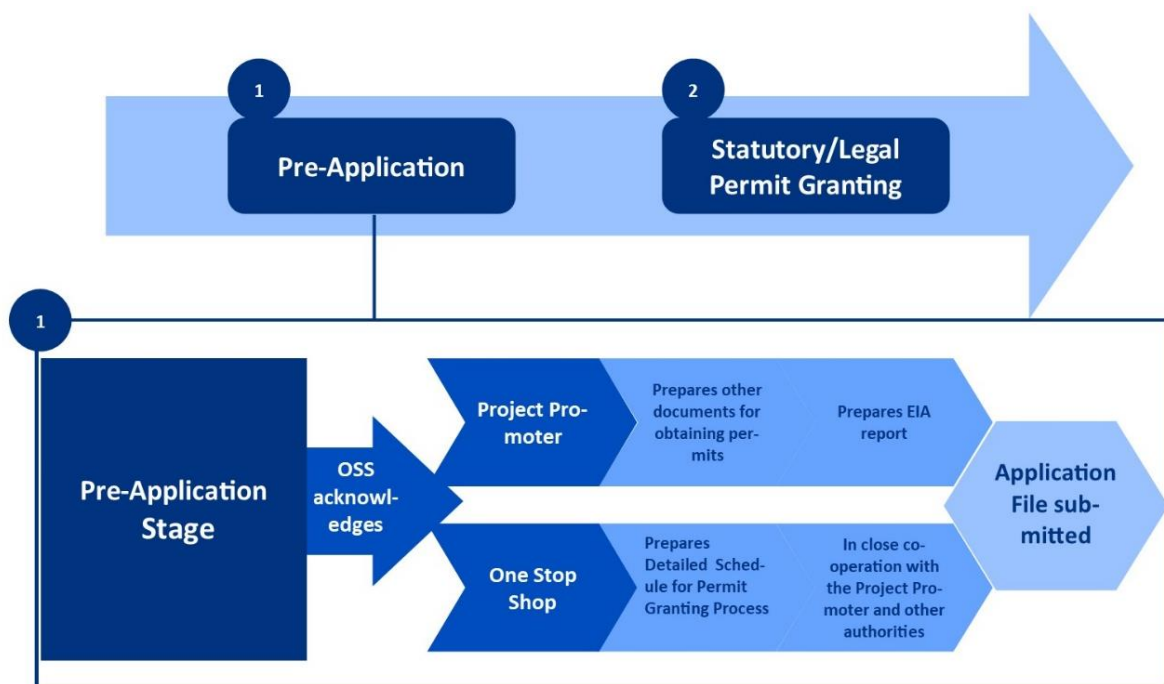 1
Pre-Application
2
Statutory/Legal
Permit Granting
1
Pre-Application
Stage
OSS
acknowl-
edges
Project Pro-
moter
Prepares other
documents for
obtaining per-
mits
Prepares EIA
report
One Stop
Shop
Prepares
Detailed Sched-
ule for Permit
Granting Process
In close co-
operation with
the Project Pro-
moter and other
authorities
Application
File sub-
mitted